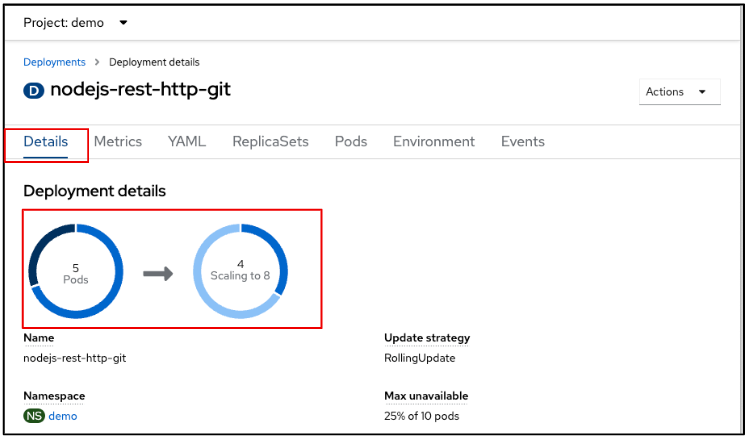 Project: demo
Deployments > Deployment details
D nodejs-rest-http-git
Actions
Details Metrics YAML ReplicaSets Pods Environment Events
Deployment details
5
Pods
4
Scaling to 8
Name
nodejs-rest-http-git
Update strategy
RollingUpdate
Namespace
NS demo
Max unavailable
25% of 10 pods